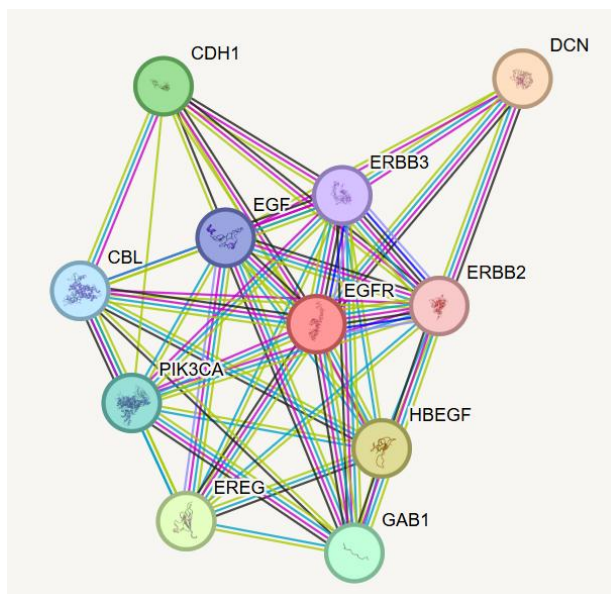 CDH1
DCN
ERBB3
EGF
CBL
EGFR
ERBB2
PIK3CA
HBEGF
EREG
GAB1